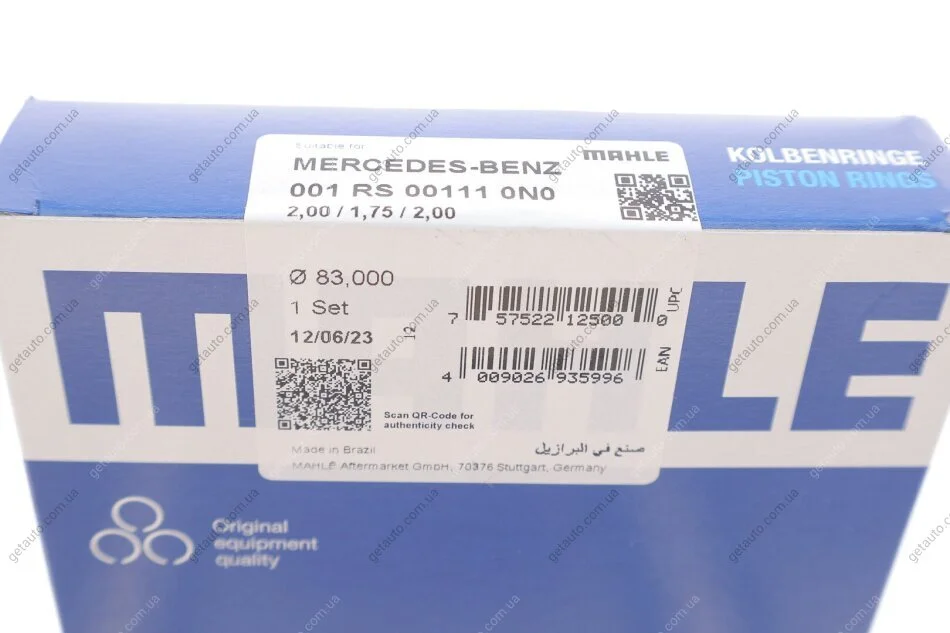 Suitable for
MERCEDES-BENZ
MAHLE
001 RS 00111 0N0
2,00 / 1,75 / 2,00
KOLBENRINGE
PISTON RINGS
MAHLE
Ø 83,000
1 Set
12/06/23
12
7 57522 12500 0
UPC
4 009026 935996
EAN
Scan QR-Code for
authenticity check
Made in Brazil
صنع في البرازيل
MAHLE Aftermarket GmbH, 70376 Stuttgart, Germany
Original
equipment
quality
getauto.com.ua